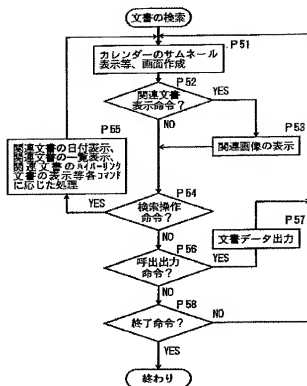 文書の検索
P51
カレンダーのサムネール
表示等、画面作成
P52
関連文書
表示命令?
YES
NO
P53
関連画像の表示
P55
関連文書の日付表示、
関連文書の一覧表示、
関連文書のハイパーリンク
文書の表示等各コマンド
に応じた処理
P54
検索操作
命令?
YES
NO
P57
文書データ出力
P56
呼出出力
命令?
YES
NO
P58
終了命令?
NO
YES
終わり